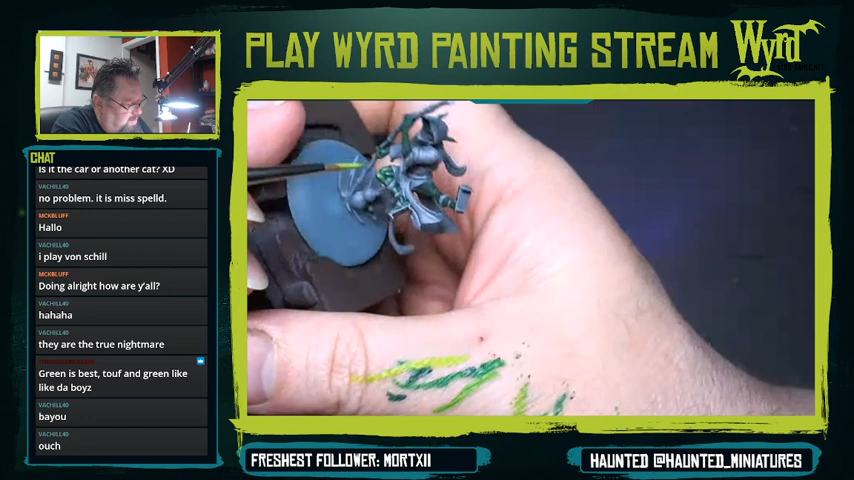 PLAY WYRD PAINTING STREAM
Wyrd
CHAT
Is it the car or another cat? XD
VACHILL40
no problem. it is miss spelld.
MCKBLUFF
Hallo
VACHILL40
i play von schill
MCKBLUFF
Doing alright how are y'all?
VACHILL40
hahaha
VACHILL40
they are the true nightmare
Green is best, touf and green like
like da boyz
VACHILL40
bayou
VACHILL40
ouch
FRESHEST FOLLOWER: MORTXII
HAUNTED @HAUNTED_MINIATURES